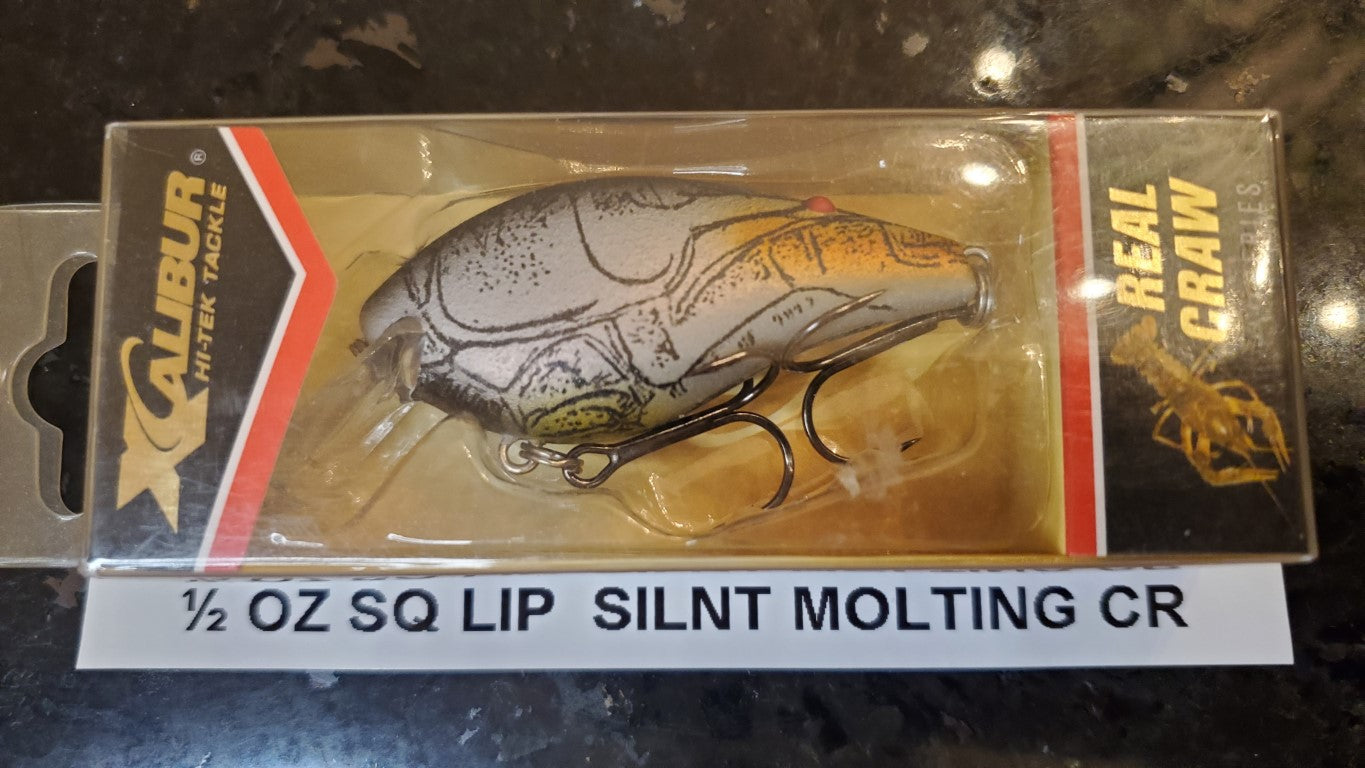 XCALIBUR®
HI-TEK TACKLE
REAL
CRAW
½ OZ SQ LIP SILNT MOLTING CR